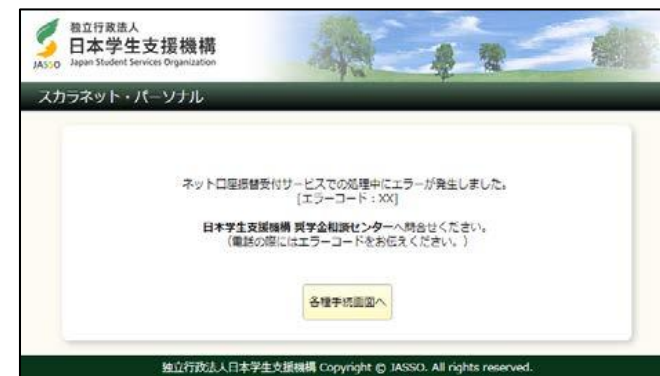 独立行政法人
日本学生支援機構
JASSO Japan Student Services Organization
スカラネット・パーソナル
ネット口座振替受付サービスでの処理中にエラーが発生しました。
[エラーコード：XX]
日本学生支援機構 奨学金相談センターへ問合せください。
（電話の際にはエラーコードをお伝えください。）
各種手続画面へ
独立行政法人日本学生支援機構 Copyright © JASSO. All rights reserved.